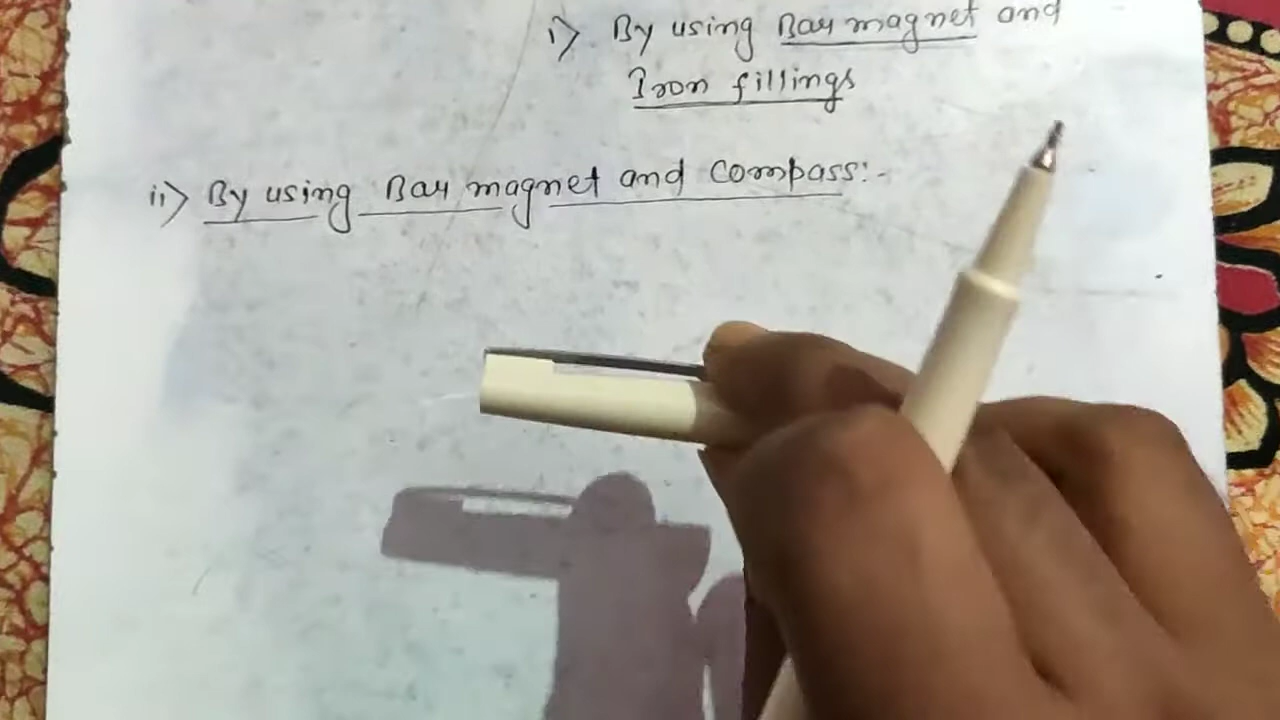 i) By using Bar magnet and
Iron fillings
ii) By using Bar magnet and compass:-